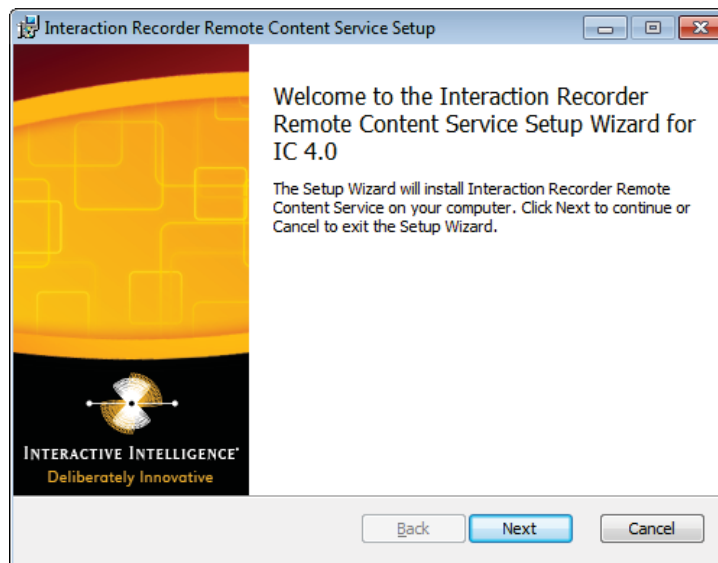 Interaction Recorder Remote Content Service Setup
Welcome to the Interaction Recorder
Remote Content Service Setup Wizard for
IC 4.0
The Setup Wizard will install Interaction Recorder Remote
Content Service on your computer. Click Next to continue or
Cancel to exit the Setup Wizard.
INTERACTIVE INTELLIGENCE®
Deliberately Innovative
Back
Next
Cancel